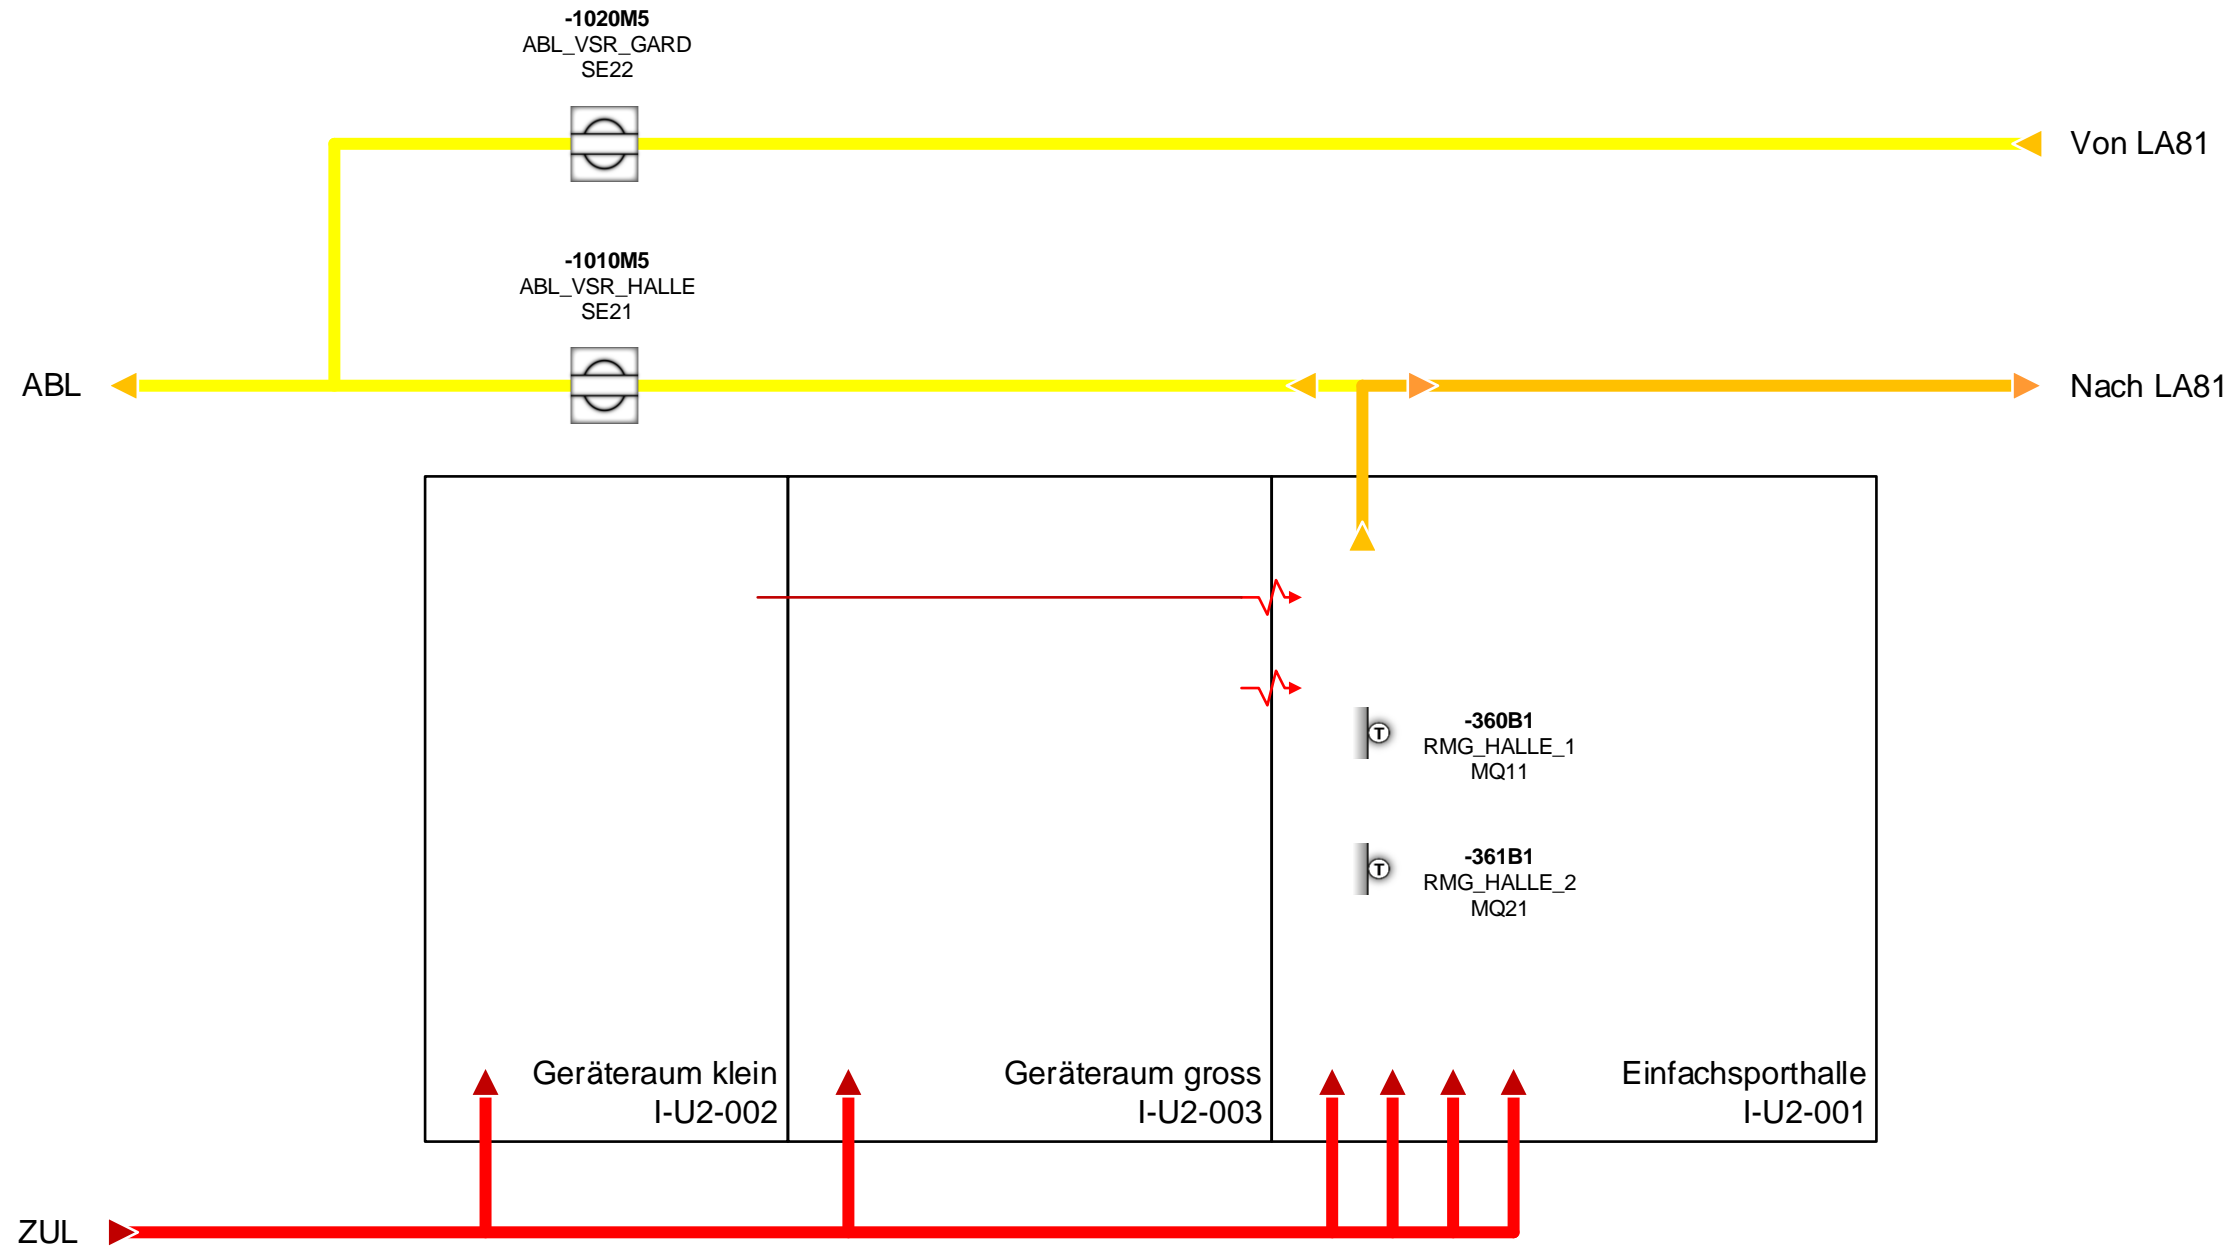 -1020M5
ABL_VSR_GARD
SE22
Von LA81
-1010M5
ABL_VSR_HALLE
SE21
ABL
Nach LA81
T
-360B1
RMG_HALLE_1
MQ11
T
-361B1
RMG_HALLE_2
MQ21
Geräteraum klein
I-U2-002
Geräteraum gross
I-U2-003
Einfachsporthalle
I-U2-001
ZUL